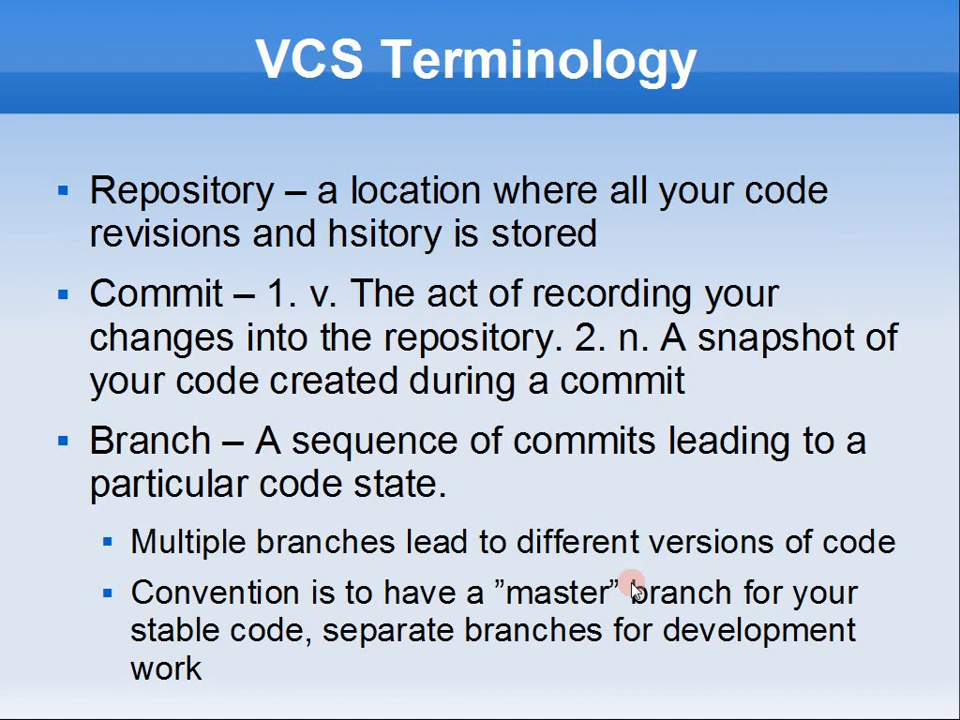 VCS Terminology
Repository – a location where all your code
revisions and hsitory is stored
Commit – 1. v. The act of recording your
changes into the repository. 2. n. A snapshot of
your code created during a commit
Branch – A sequence of commits leading to a
particular code state.
Multiple branches lead to different versions of code
Convention is to have a ”master” branch for your
stable code, separate branches for development
work